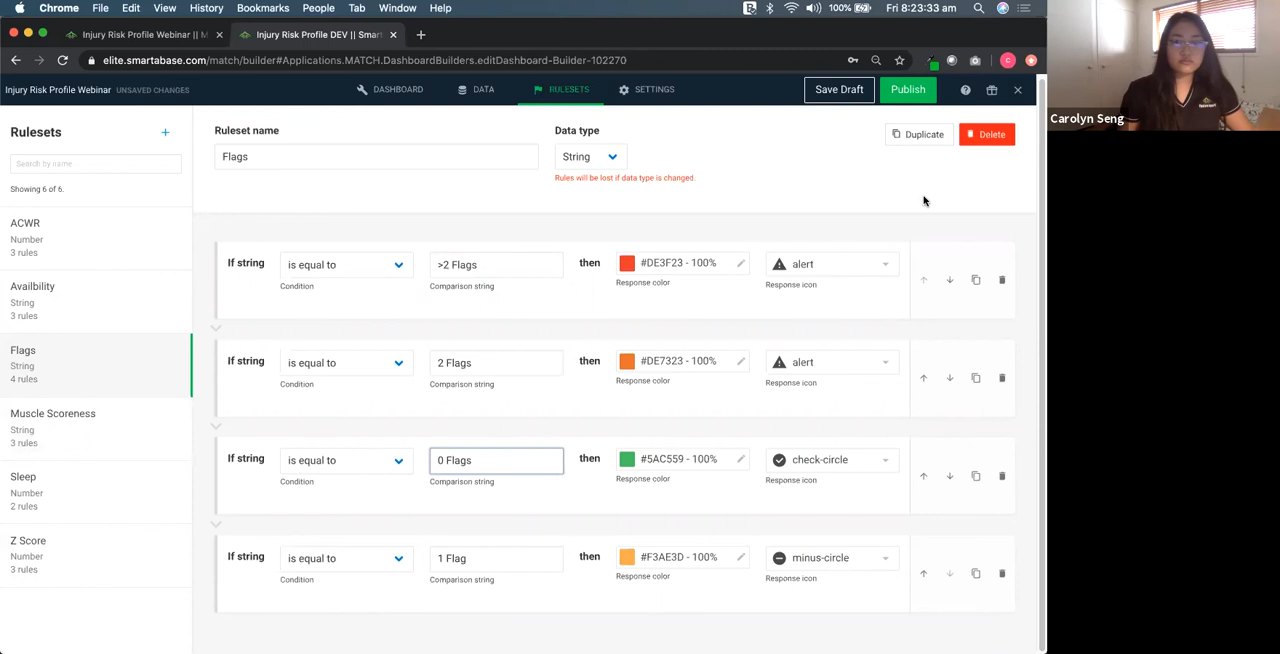 Chrome File Edit View History Bookmarks People Tab Window Help 100% Fri 8:23:33 am
Injury Risk Profile Webinar || M × Injury Risk Profile DEV || Smart × +
elite.smartabase.com/match/builder#Applications.MATCH.DashboardBuilders.editDashboard-Builder-102270
Injury Risk Profile Webinar UNSAVED CHANGES DASHBOARD DATA RULESETS SETTINGS Save Draft Publish
Rulesets +
Search by name
Showing 6 of 6.
ACWR
Number
3 rules
Availbility
String
3 rules
Flags
String
4 rules
Muscle Scoreness
String
3 rules
Sleep
Number
2 rules
Z Score
Number
3 rules
Ruleset name Data type Duplicate Delete
Flags String
Rules will be lost if data type is changed.
If string is equal to >2 Flags then #DE3F23 - 100% alert
Condition Comparison string Response color Response icon
If string is equal to 2 Flags then #DE7323 - 100% alert
Condition Comparison string Response color Response icon
If string is equal to 0 Flags then #5AC559 - 100% check-circle
Condition Comparison string Response color Response icon
If string is equal to 1 Flag then #F3AE3D - 100% minus-circle
Condition Comparison string Response color Response icon
Carolyn Seng